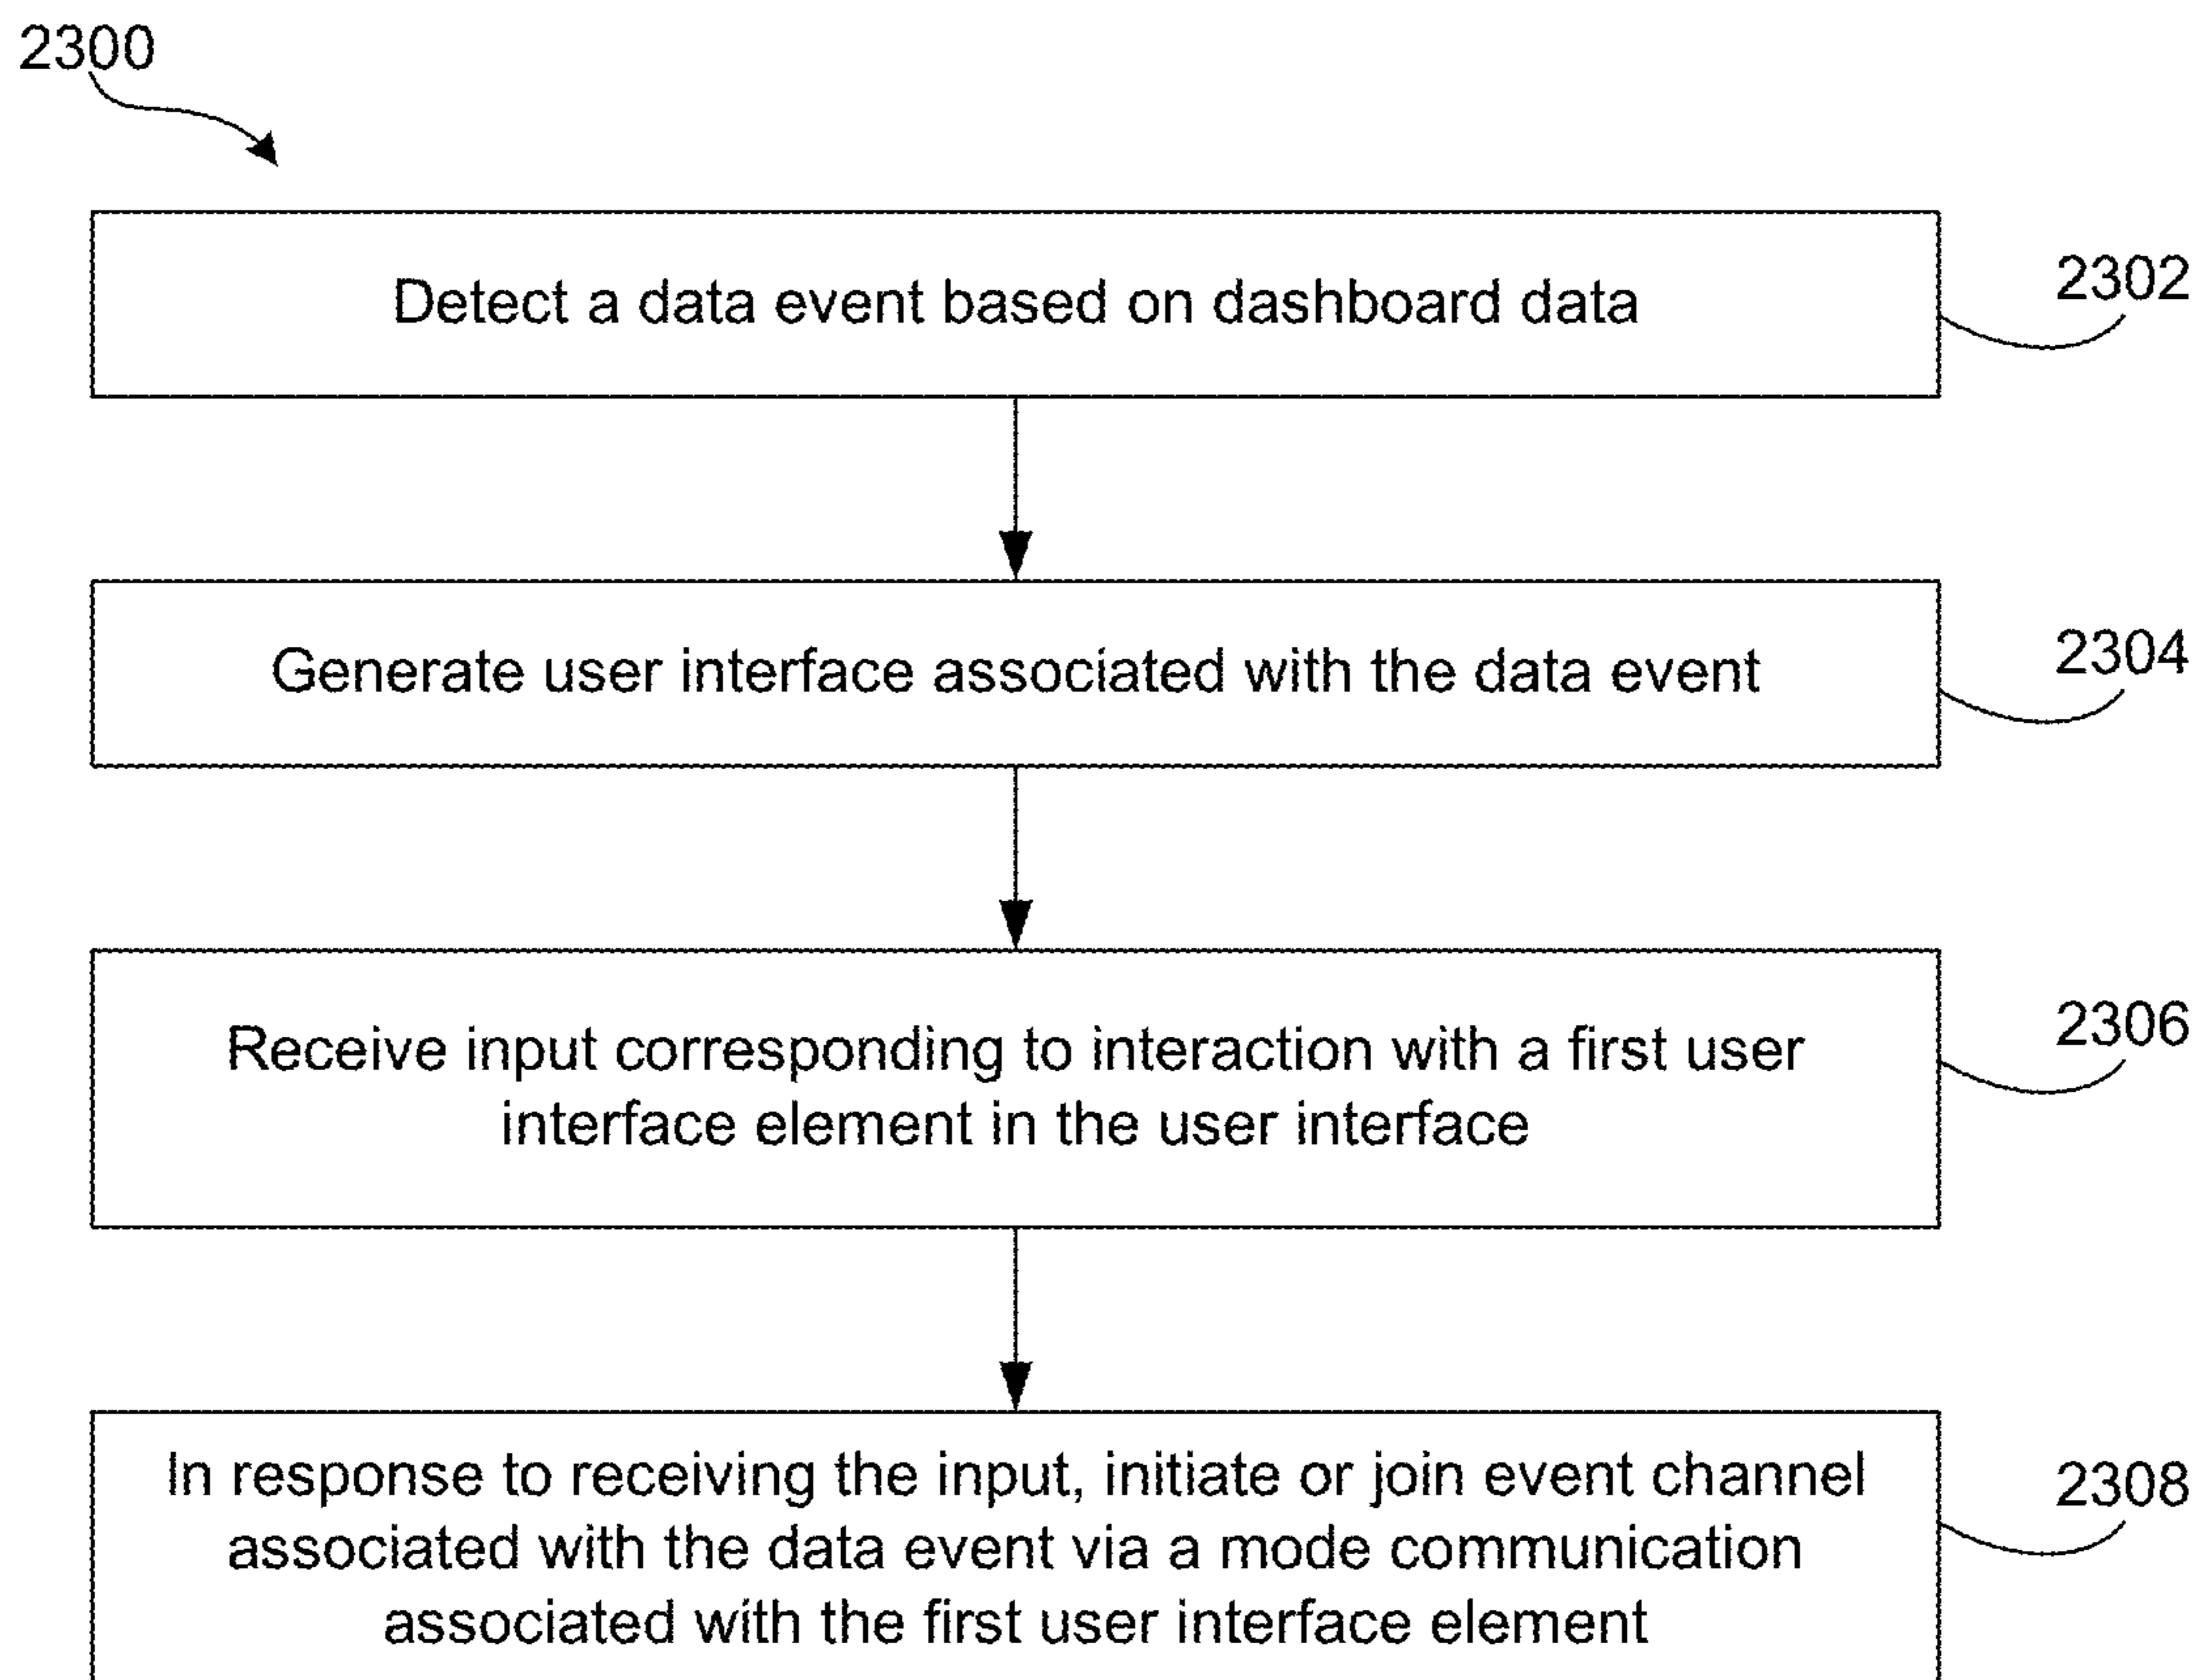 2300
Detect a data event based on dashboard data
2302
Generate user interface associated with the data event
2304
Receive input corresponding to interaction with a first user
interface element in the user interface
2306
In response to receiving the input, initiate or join event channel
associated with the data event via a mode communication
associated with the first user interface element
2308